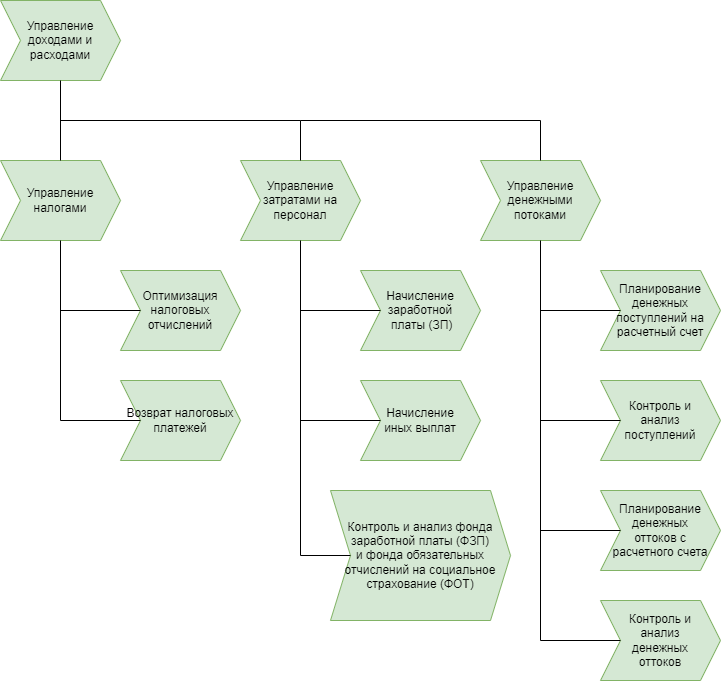 Управление
доходами и
расходами
Управление
налогами
Управление
затратами на
персонал
Управление
денежными
потоками
Оптимизация
налоговых
отчислений
Начисление
заработной
платы (ЗП)
Планирование
денежных
поступлений на
расчетный счет
Возврат налоговых
платежей
Начисление
иных выплат
Контроль и
анализ
поступлений
Контроль и анализ фонда
заработной платы (ФЗП)
и фонда обязательных
отчислений на социальное
страхование (ФОТ)
Планирование
денежных
оттоков с
расчетного счета
Контроль и
анализ
денежных
оттоков